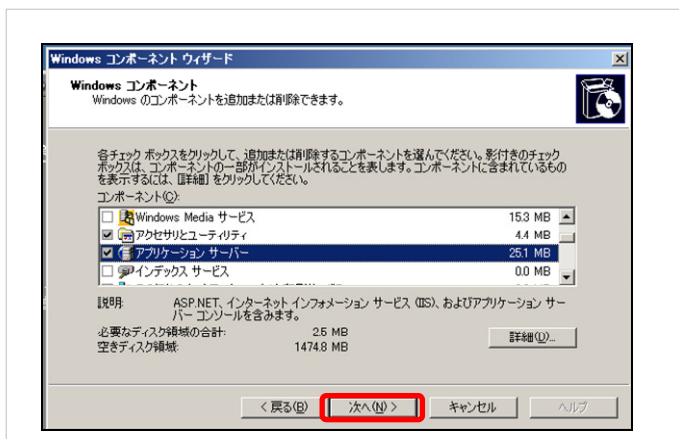 Windows コンポーネント ウィザード
Windows コンポーネント
Windows のコンポーネントを追加または削除できます。
各チェック ボックスをクリックして、追加または削除するコンポーネントを選んでください。影付きのチェック
ボックスは、コンポーネントの一部がインストールされることを表します。コンポーネントに含まれているもの
を表示するには、[詳細] をクリックしてください。
コンポーネント(C):
Windows Media サービス 15.3 MB
アクセサリとユーティリティ 4.4 MB
アプリケーション サーバー 25.1 MB
インデックス サービス 0.0 MB
説明: ASP.NET、インターネット インフォメーション サービス (IIS)、およびアプリケーション サー
バー コンソールを含みます。
必要なディスク領域の合計: 2.5 MB
空きディスク領域: 1474.8 MB
詳細(D)...
< 戻る(B)
次へ(N) >
キャンセル
ヘルプ